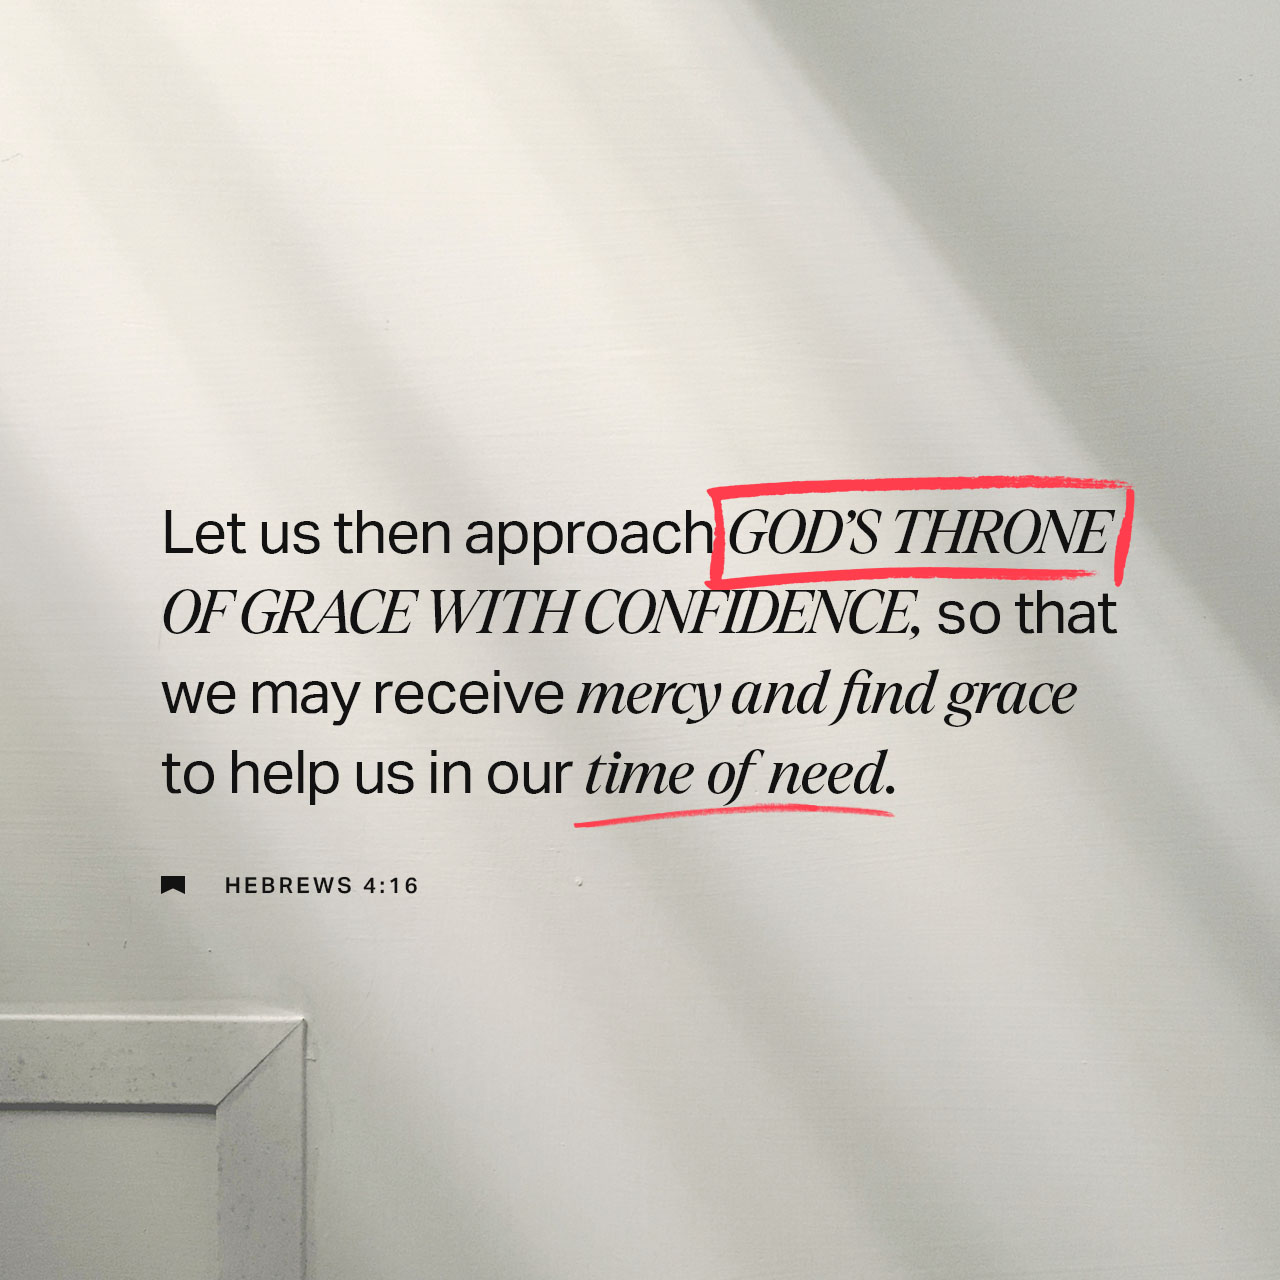 Let us then approach GOD’S THRONE
OF GRACE WITH CONFIDENCE, so that
we may receive mercy and find grace
to help us in our time of need.
HEBREWS 4:16